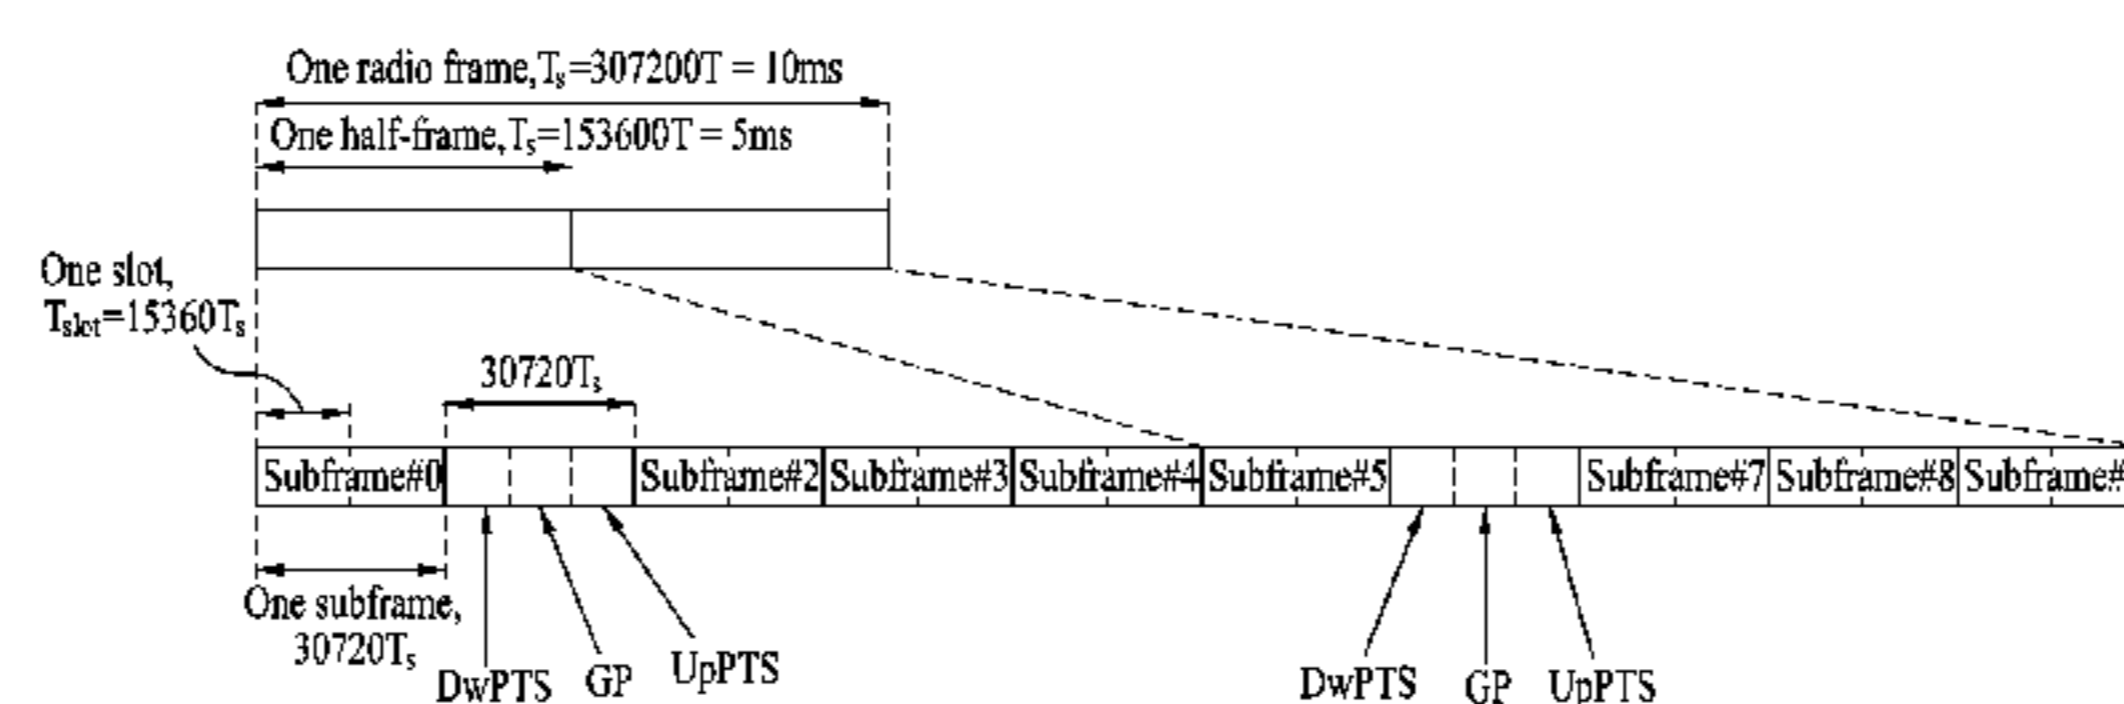 One radio frame,Ts=307200T = 10ms
One half-frame,Ts=153600T = 5ms
One slot,
Tslot=15360Ts
30720Ts
Subframe#0 Subframe#2 Subframe#3 Subframe#4 Subframe#5 Subframe#7 Subframe#8 Subframe#
One subframe,
30720Ts
DwPTS GP UpPTS DwPTS GP UpPTS